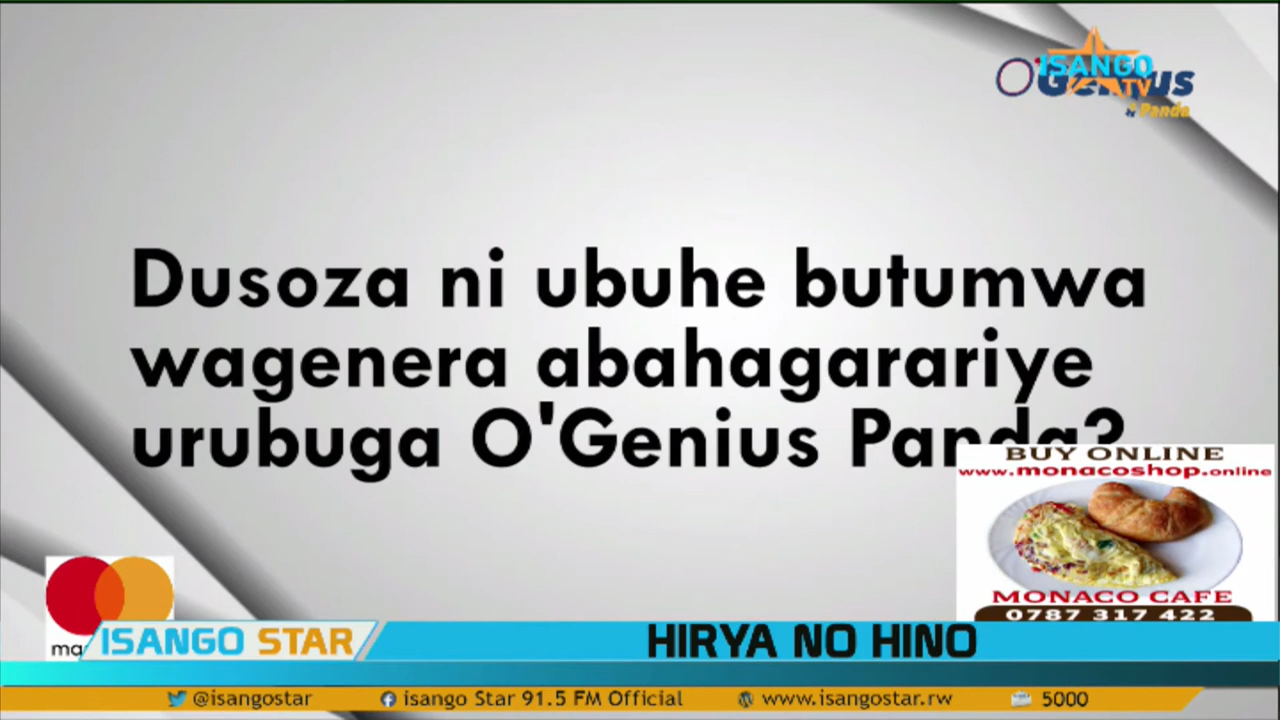 O'Genius
ISANGO
TV
Panda
Dusoza ni ubuhe butumwa
wagenera abahagarariye
urubuga O'Genius Panda?
BUY ONLINE
www.monacoshop.online
MONACO CAFE
0787 317 422
ma
ISANGO STAR
HIRYA NO HINO
@isangostar
isango Star 91.5 FM Official
www.isangostar.rw
5000